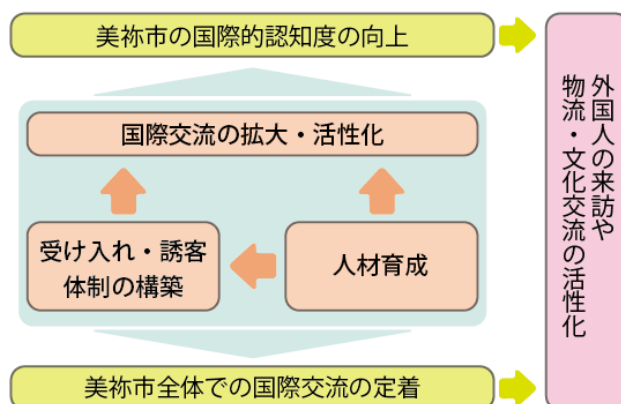 美祢市の国際的認知度の向上
国際交流の拡大・活性化
受け入れ・誘客
体制の構築
人材育成
美祢市全体での国際交流の定着
外国人の来訪や
物流・文化交流の活性化